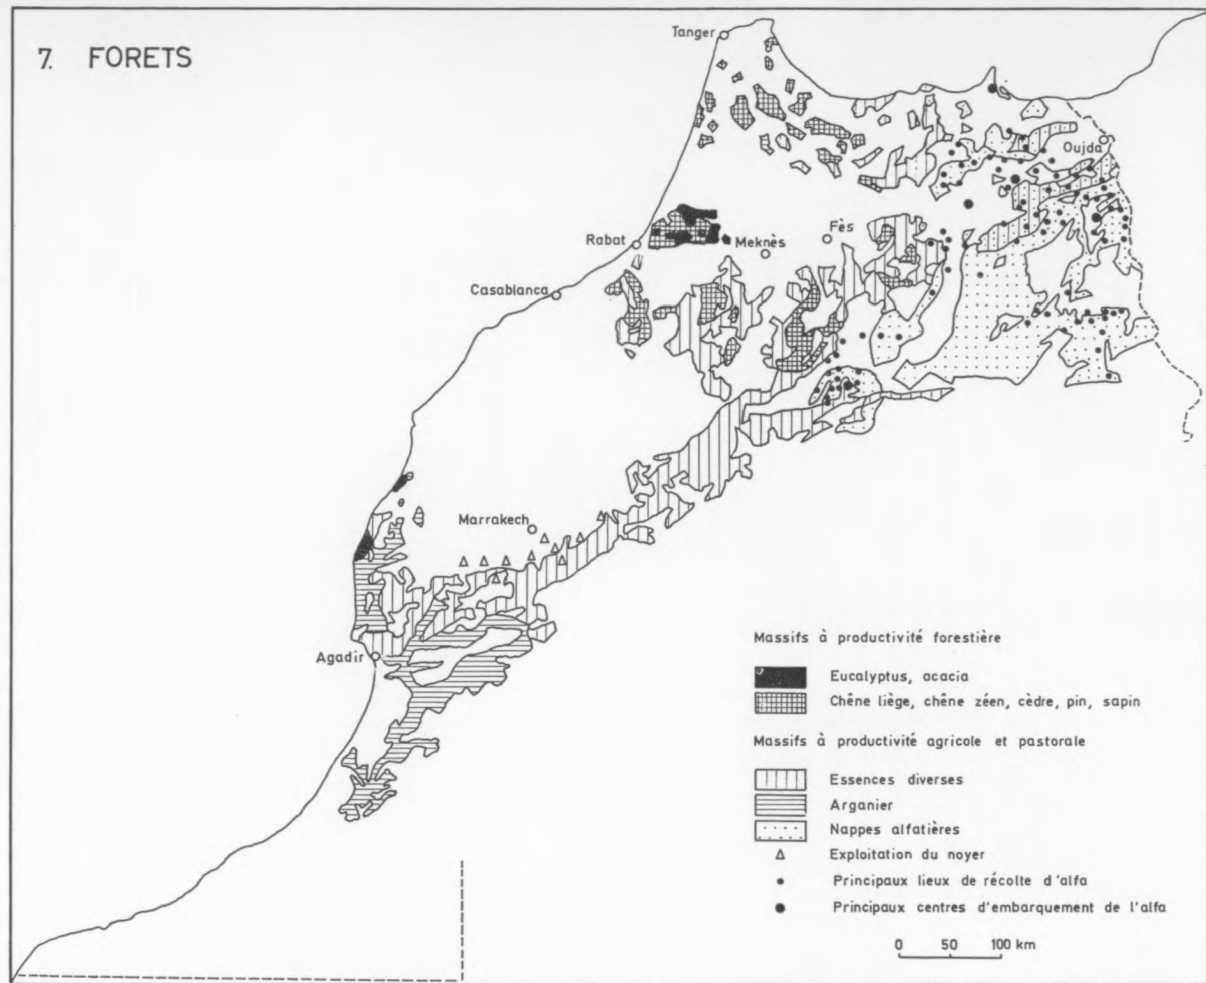 7. FORETS
Tanger
Oujda
Rabat
Meknès
Fès
Casablanca
Marrakech
Agadir
Massifs à productivité forestière
Eucalyptus, acacia
Chêne liège, chêne zéen, cèdre, pin, sapin
Massifs à productivité agricole et pastorale
Essences diverses
Arganier
Nappes alfatières
Exploitation du noyer
Principaux lieux de récolte d'alfa
Principaux centres d'embarquement de l'alfa
0 50 100 km